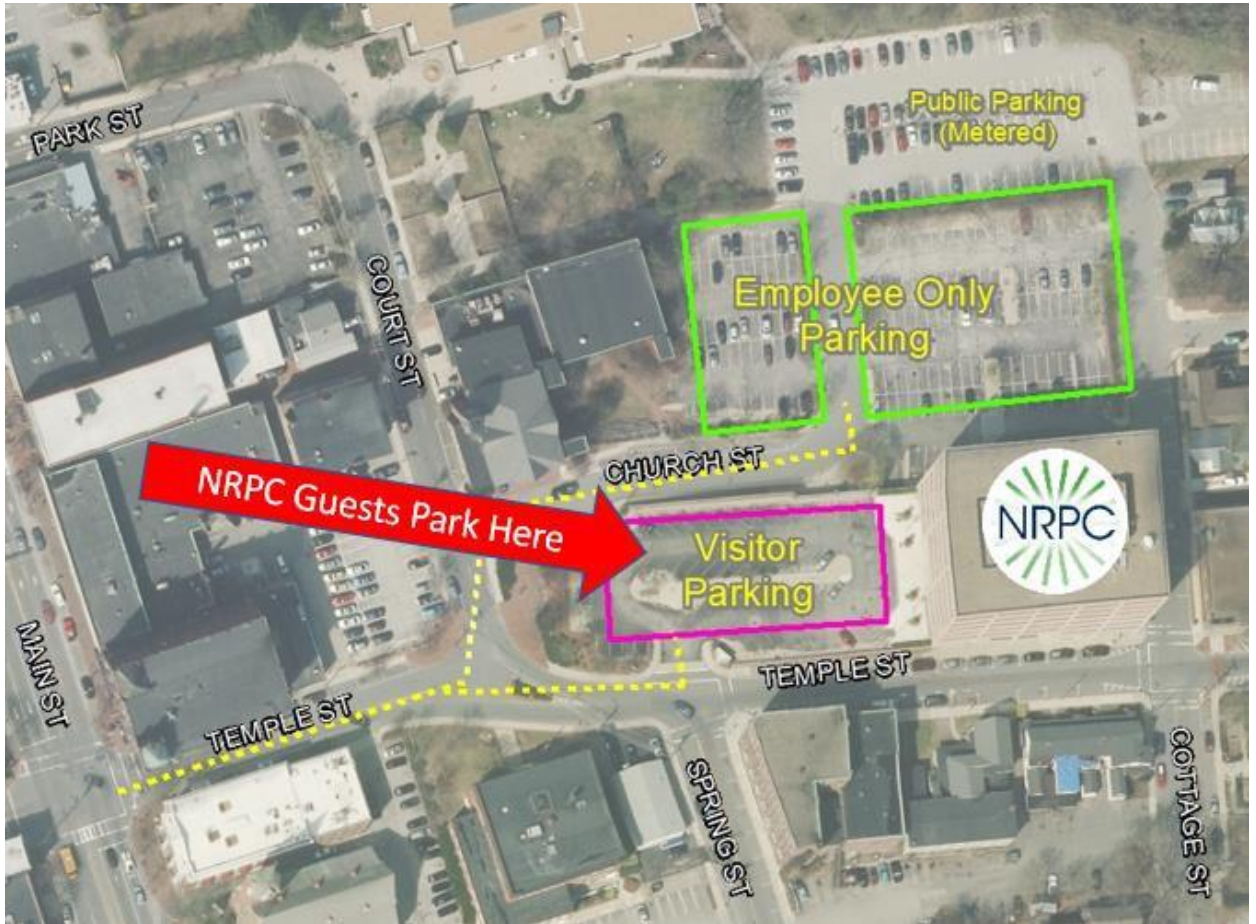 PARK ST
Public Parking
(Metered)
COURT ST
Employee Only
Parking
CHURCH ST
NRPC Guests Park Here
NRPC
Visitor
Parking
MAIN ST
TEMPLE ST
TEMPLE ST
SPRING ST
COTTAGE ST